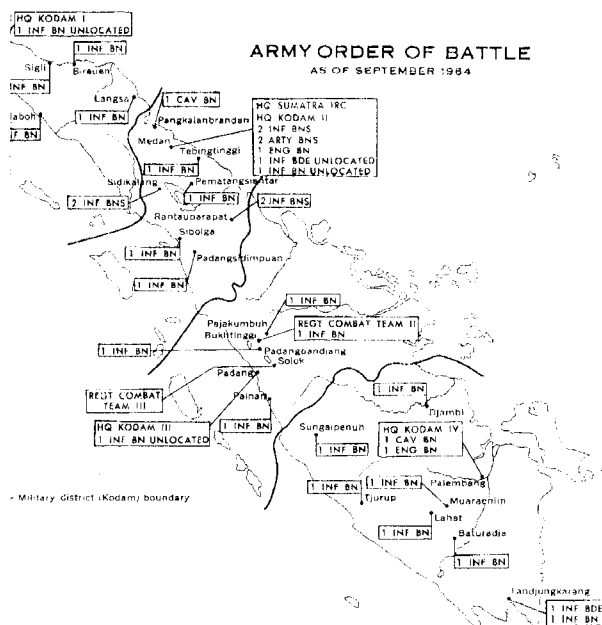 HQ KODAM I
1 INF BN UNLOCATED
1 INF BN
Sigli
Bireuen
INF BN
Langsa
1 INF BN
laboh
F BN
ARMY ORDER OF BATTLE
AS OF SEPTEMBER 1964
1 CAV BN
Pangkalanbrandan
HQ SUMATRA IRC
HQ KODAM II
2 INF BNS
2 ARTY BNS
1 ENG BN
1 INF BDE UNLOCATED
1 INF BN UNLOCATED
Medan
Tebingtinggi
1 INF BN
Sidikalang
Pematangsiantar
2 INF BNS
1 INF BN
Rantauparapat
2 INF BNS
Sibolga
1 INF BN
Padangsidimpuan
1 INF BN
1 INF BN
Pajakumbuh
Bukittinggi
REGT COMBAT TEAM II
1 INF BN
1 INF BN
Padangpandjang
Solok
Padang
REGT COMBAT
TEAM III
Painan
HQ KODAM III
1 INF BN UNLOCATED
1 INF BN
1 INF BN
Djambi
Sungaipenuh
1 INF BN
HQ KODAM IV
1 CAV BN
1 ENG BN
Palembang
1 INF BN
Tjurup
1 INF BN
Muaraenim
Lahat
1 INF BN
Baturadja
1 INF BN
Military district (Kodam) boundary
Tandjungkarang
1 INF BDE
1 INF BN